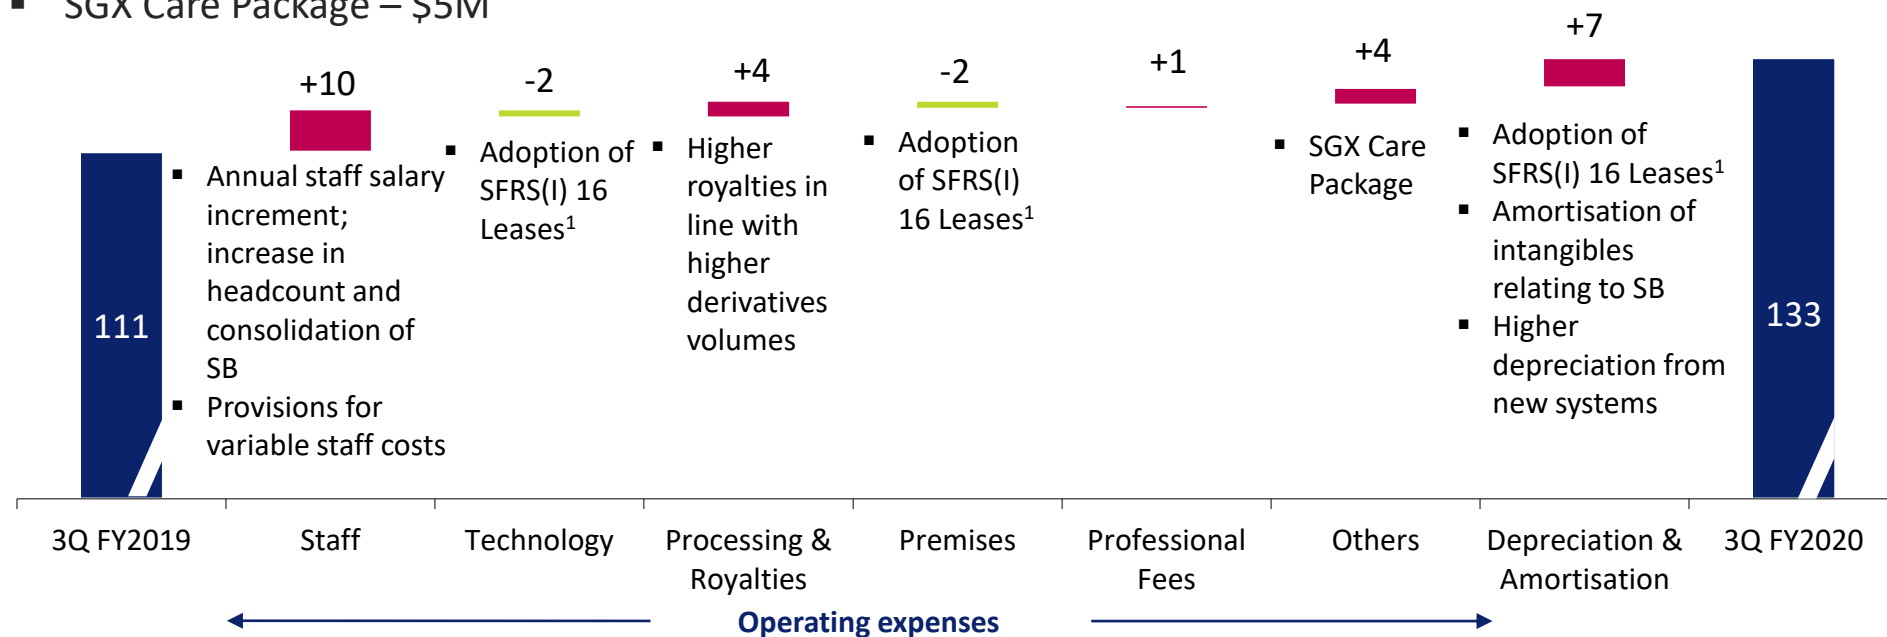 ▪ SGX Care Package – $5M
+10
-2
+4
-2
+1
+4
+7
111
▪ Annual staff salary
increment;
increase in
headcount and
consolidation of
SB
▪ Provisions for
variable staff costs
▪ Adoption of
SFRS(I) 16
Leases¹
▪ Higher
royalties in
line with
higher
derivatives
volumes
▪ Adoption
of SFRS(I)
16 Leases¹
▪ SGX Care
Package
▪ Adoption of
SFRS(I) 16 Leases¹
▪ Amortisation of
intangibles
relating to SB
▪ Higher
depreciation from
new systems
133
3Q FY2019
Staff
Technology
Processing &
Royalties
Premises
Professional
Fees
Others
Depreciation &
Amortisation
3Q FY2020
Operating expenses